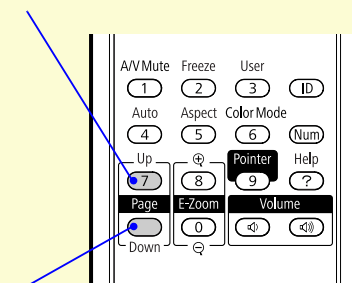 A/V Mute Freeze User
1 2 3 ID
Auto Aspect Color Mode
4 5 6 Num
Up Pointer Help
7 8 9 ?
Page E-Zoom Volume
0
Down